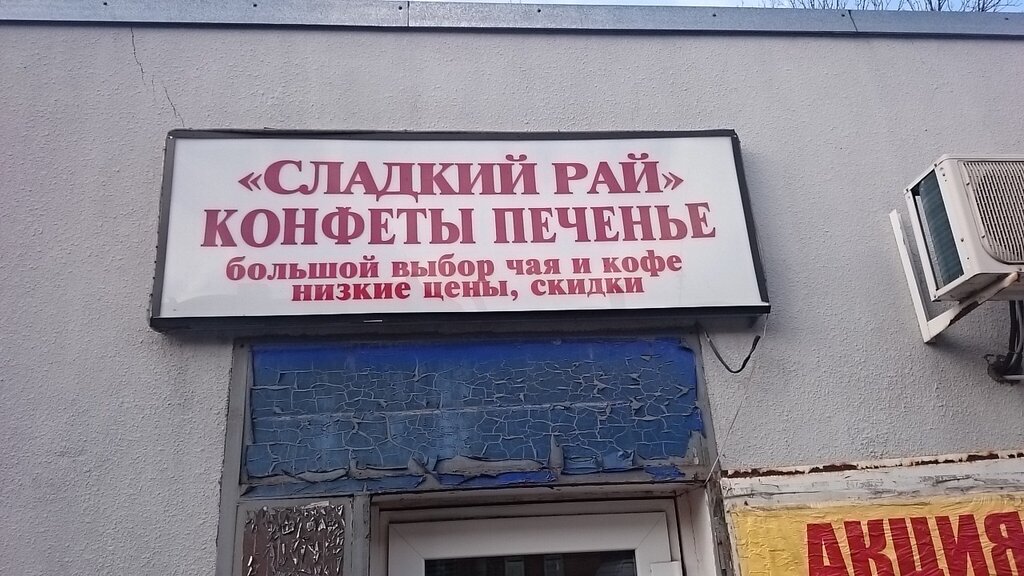 «СЛАДКИЙ РАЙ»
КОНФЕТЫ ПЕЧЕНЬЕ
большой выбор чая и кофе
низкие цены, скидки
АКЦИЯ